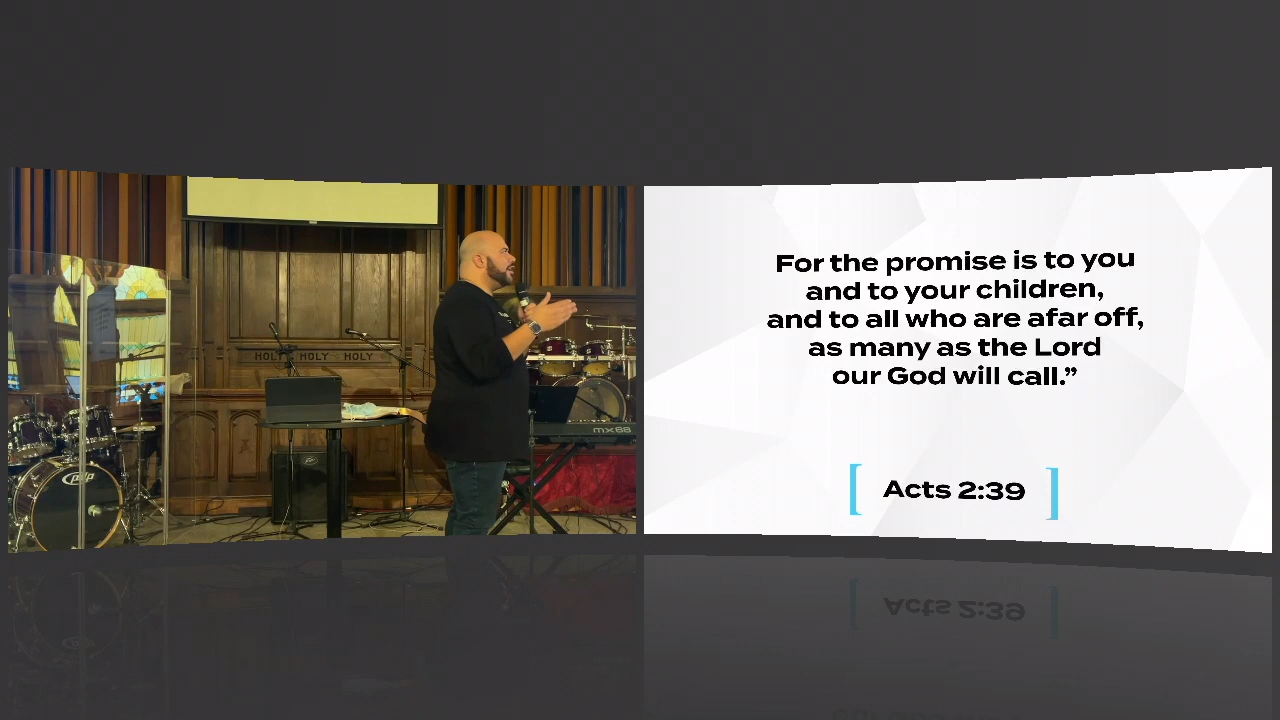 HOLY HOLY HOLY
mx88
pdp
For the promise is to you
and to your children,
and to all who are afar off,
as many as the Lord
our God will call.”
[ Acts 2:39 ]